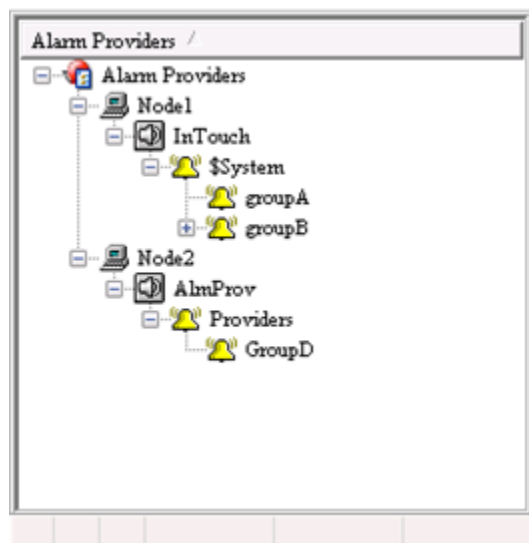 Alarm Providers
Alarm Providers
Node1
InTouch
$System
groupA
groupB
Node2
AlmProv
Providers
GroupD